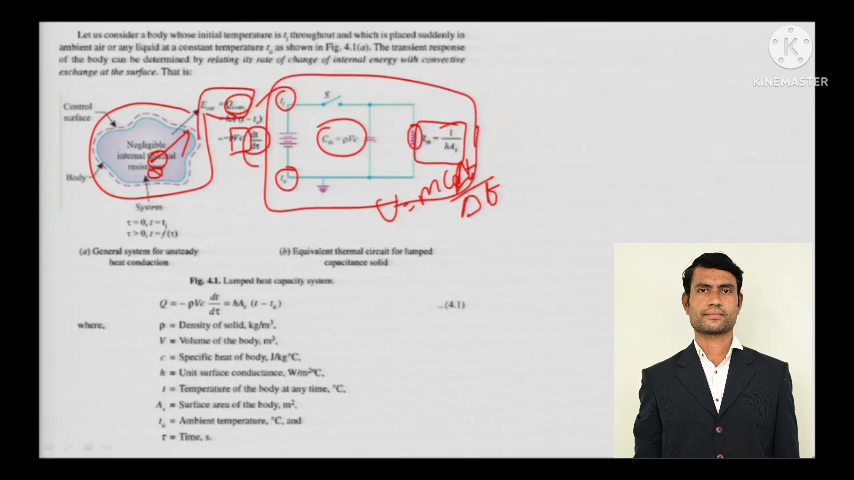 Let us consider a body whose initial temperature is tᵢ throughout and which is placed suddenly in
ambient air or any liquid at a constant temperature tₐ as shown in Fig. 4.1(a). The transient response
of the body can be determined by relating its rate of change of internal energy with convective
exchange at the surface. That is:
KINEMASTER
Control
surface
Negligible
internal thermal
Body
System
τ = 0, t = tᵢ
τ > 0, t = f(τ)
S
Cₜₕ = ρVc
1
hAₛ
(a) General system for unsteady
heat conduction
(b) Equivalent thermal circuit for lumped
capacitance solid.
Fig. 4.1. Lumped heat capacity system.
Q = − ρVc dt/dτ = hAₛ (t − tₐ) ...(4.1)
where,
ρ = Density of solid, kg/m³,
V = Volume of the body, m³,
c = Specific heat of body, J/kg°C,
h = Unit surface conductance, W/m²°C,
t = Temperature of the body at any time, °C,
Aₛ = Surface area of the body, m²,
tₐ = Ambient temperature, °C, and
τ = Time, s.